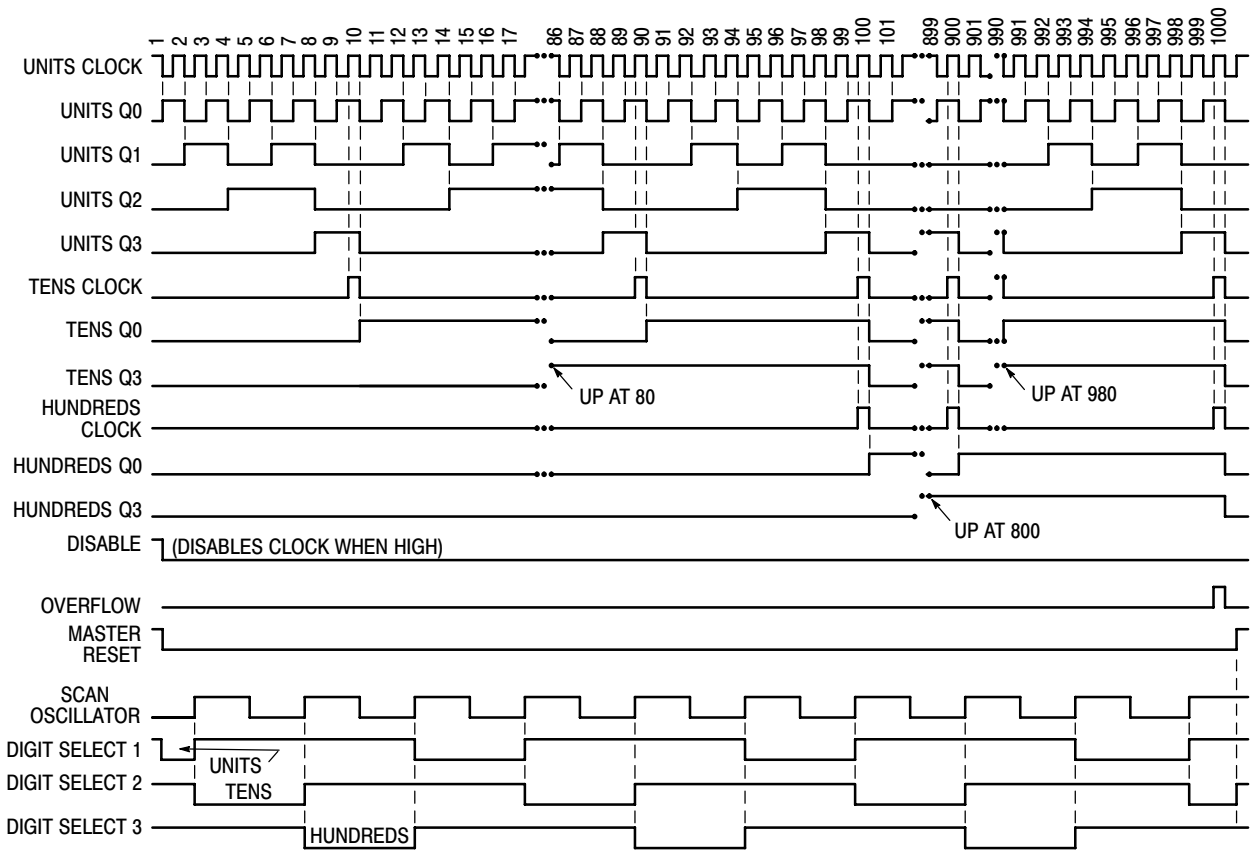 1 2 3 4 5 6 7 8 9 10 11 12 13 14 15 16 17 86 87 88 89 90 91 92 93 94 95 96 97 98 99 100 101 899 900 901 990 991 992 993 994 995 996 997 998 999 1000
UNITS CLOCK
UNITS Q0
UNITS Q1
UNITS Q2
UNITS Q3
TENS CLOCK
TENS Q0
TENS Q3
UP AT 80
UP AT 980
HUNDREDS
CLOCK
HUNDREDS Q0
HUNDREDS Q3
UP AT 800
DISABLE
(DISABLES CLOCK WHEN HIGH)
OVERFLOW
MASTER
RESET
SCAN
OSCILLATOR
DIGIT SELECT 1
UNITS
DIGIT SELECT 2
TENS
DIGIT SELECT 3
HUNDREDS